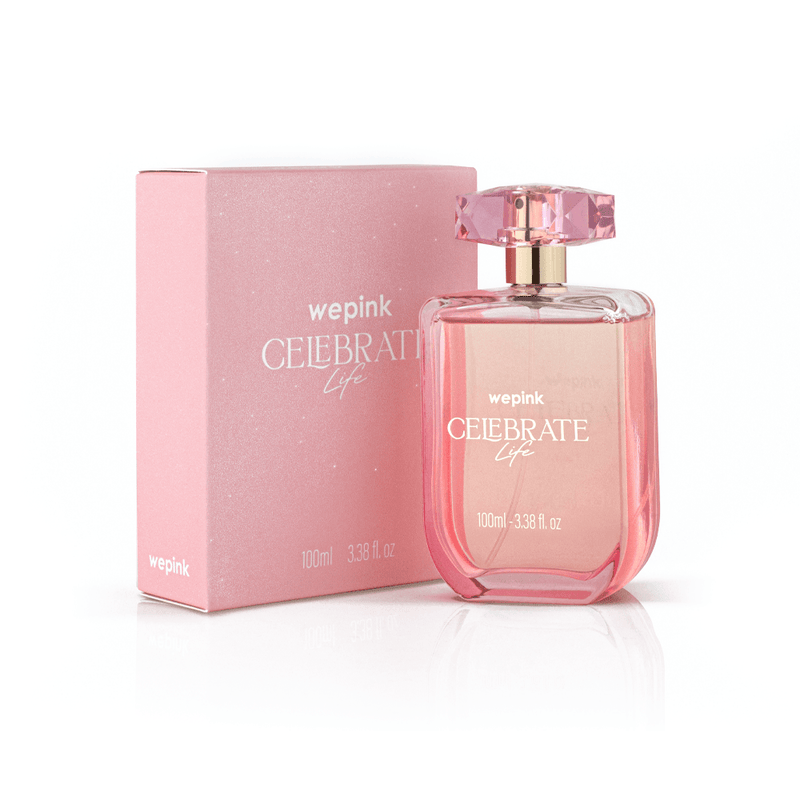 wepink
CELEBRATE
Life
100ml 3.38 fl. oz
wepink
wepink
CELEBRATE
Life
100ml - 3.38 fl. oz